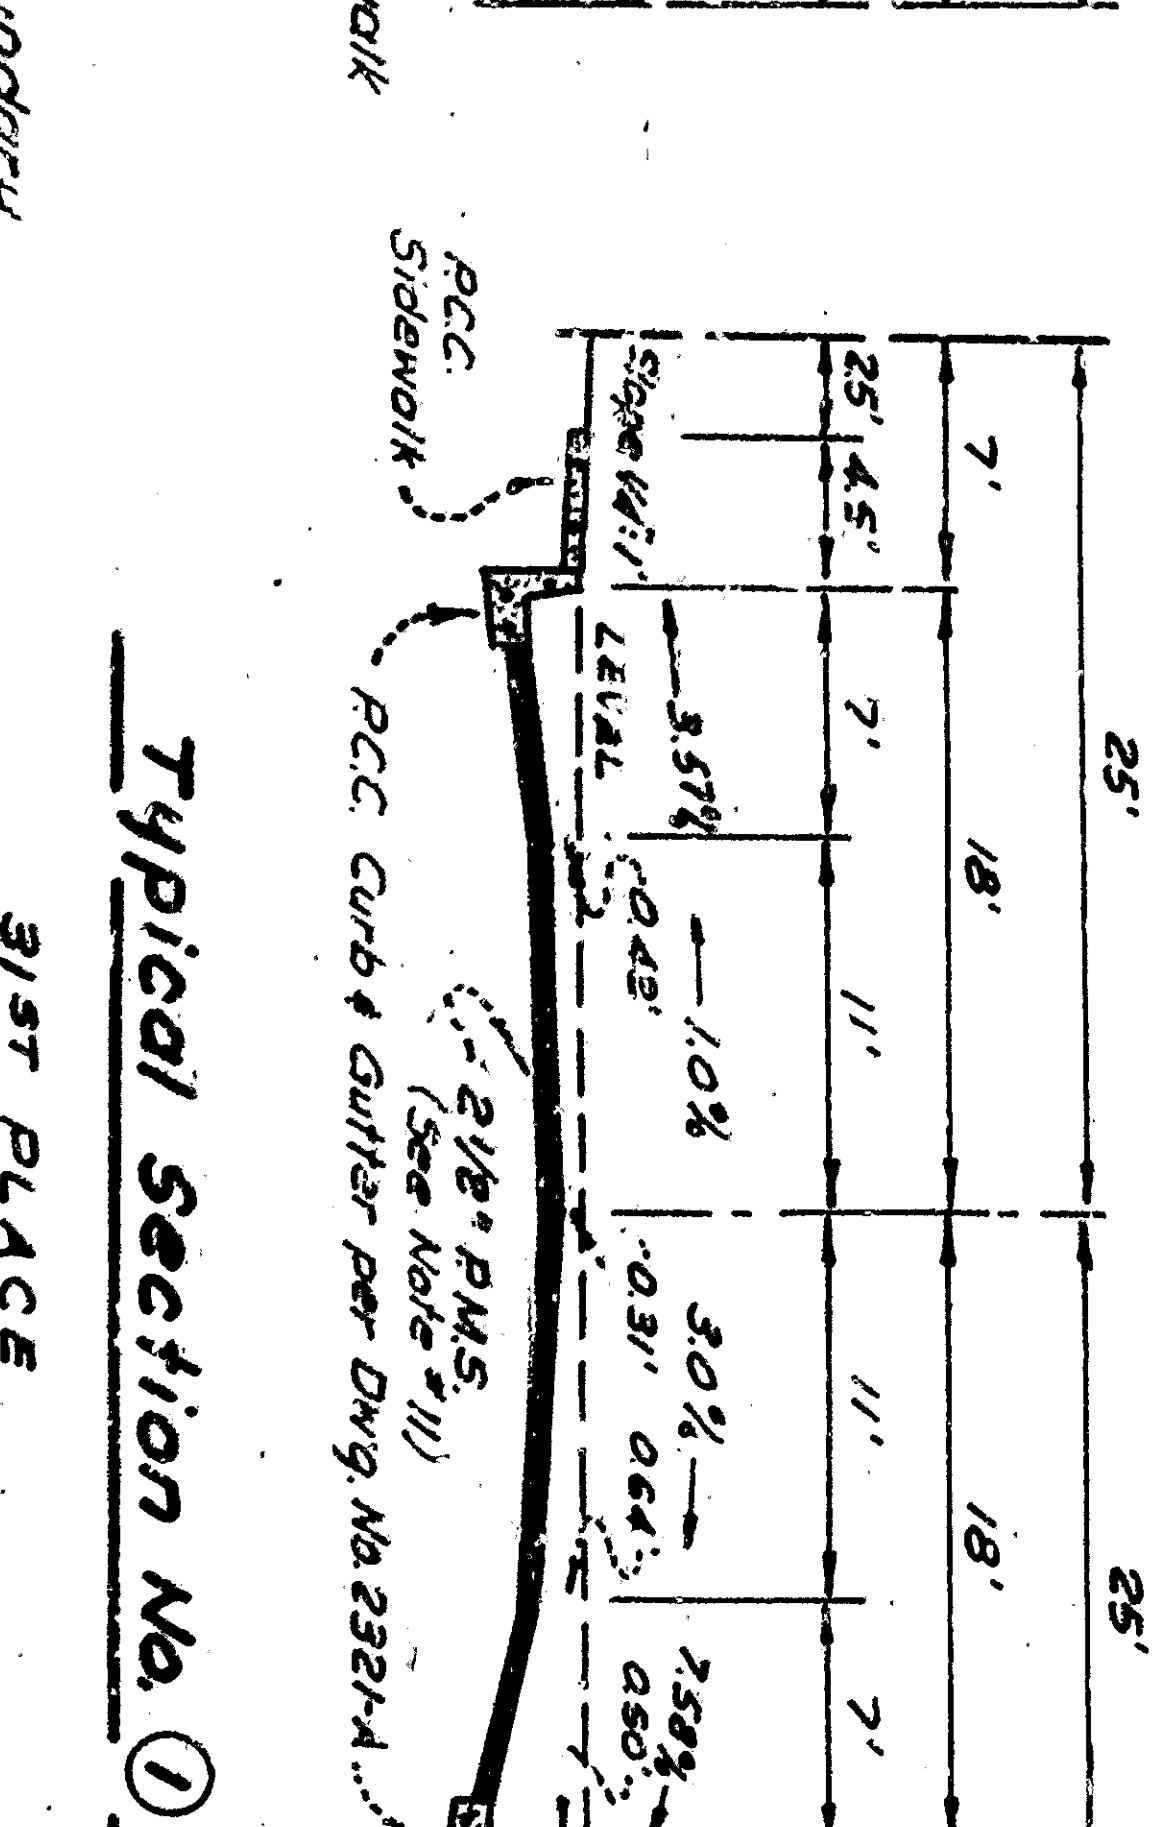 25' 25'
7' 18' 18'
2.5' 4.5' 7' 11' 11' 7'
3.57% 1.0% 3.0% 7.58%
Slope 1/4:1' 0.42' 0.31' 0.64' 0.50'
LEVEL
P.C.C.
Sidewalk
2 1/2" P.M.S.
(See Note #11)
P.C.C. Curb & Gutter per Dwg. No. 2321-A
Typical Section No. 1
31ST PLACE